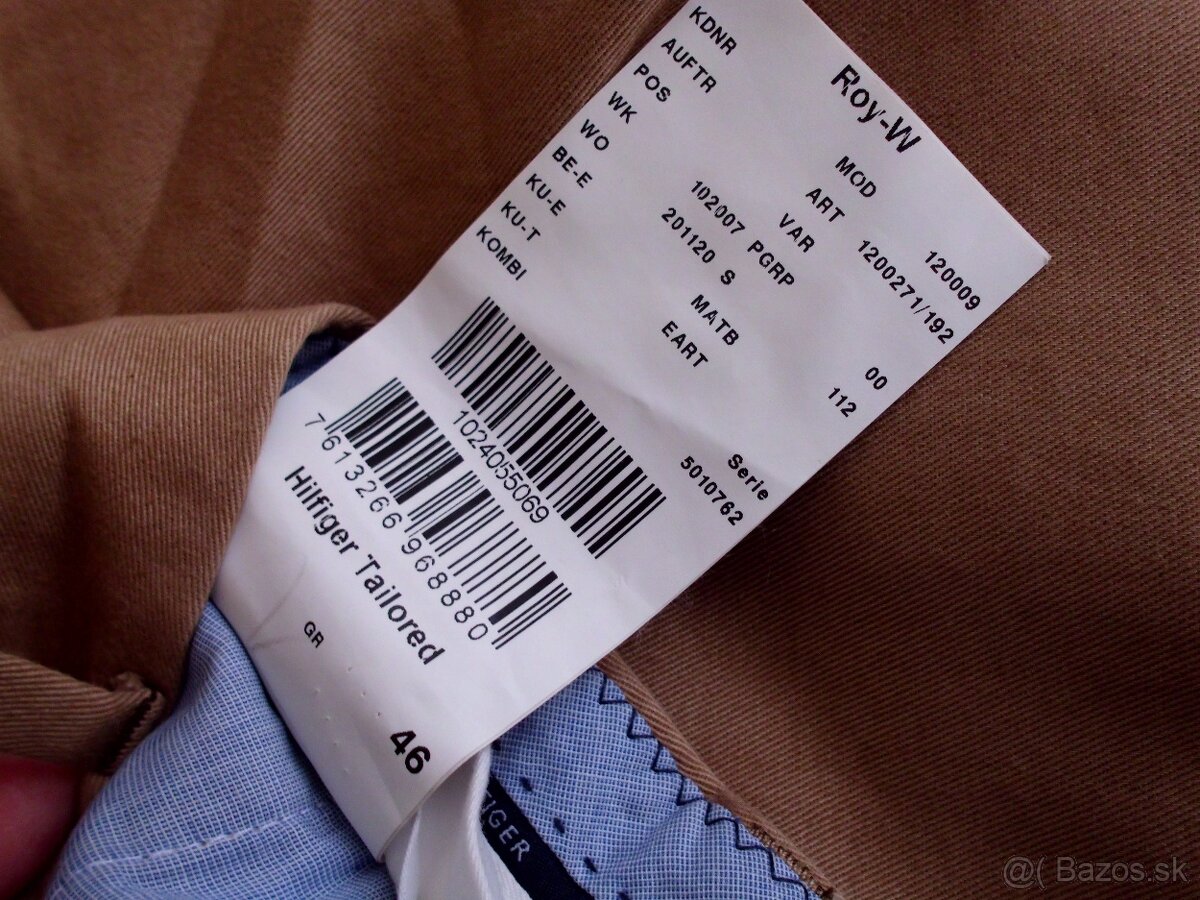 Roy-W
KDNR MOD 120009
AUFTR ART 1200271/192
POS VAR
WK 102007 PGRP 00
WO 201120 S 112
BE-E
KU-E MATB
KU-T EART
KOMBI
Serie
5010762
1024055069
7613266968880
Hilfiger Tailored
GR 46
FIGER
@( Bazos.sk